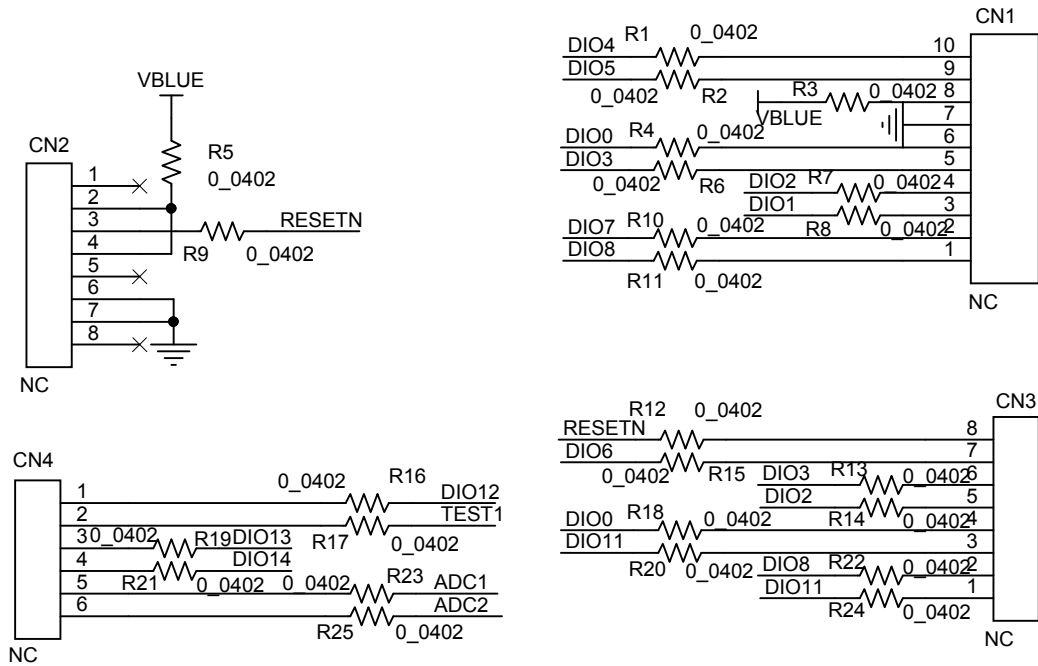 VBLUE
CN2
R5
0_0402
1
2
3
4
5
6
7
8
R9
0_0402
RESETN
NC
CN1
R1
0_0402
DIO4
10
DIO5
9
0_0402
R2
R3
0_0402
8
VBLUE
7
DIO0
R4
0_0402
6
DIO3
5
0_0402
R6
DIO2
R7
0_0402
4
DIO1
3
R8
0_0402
DIO7
R10
0_0402
2
DIO8
1
R11
0_0402
NC
CN4
1
0_0402
R16
DIO12
2
TEST1
R17
0_0402
3
0_0402
R19
DIO13
4
DIO14
R21
0_0402
5
0_0402
R23
ADC1
6
ADC2
R25
0_0402
NC
CN3
R12
0_0402
RESETN
8
DIO6
7
0_0402
R15
DIO3
R13
0_0402
6
DIO2
5
R14
0_0402
DIO0
R18
0_0402
4
DIO11
3
R20
0_0402
DIO8
R22
0_0402
2
DIO11
1
R24
0_0402
NC